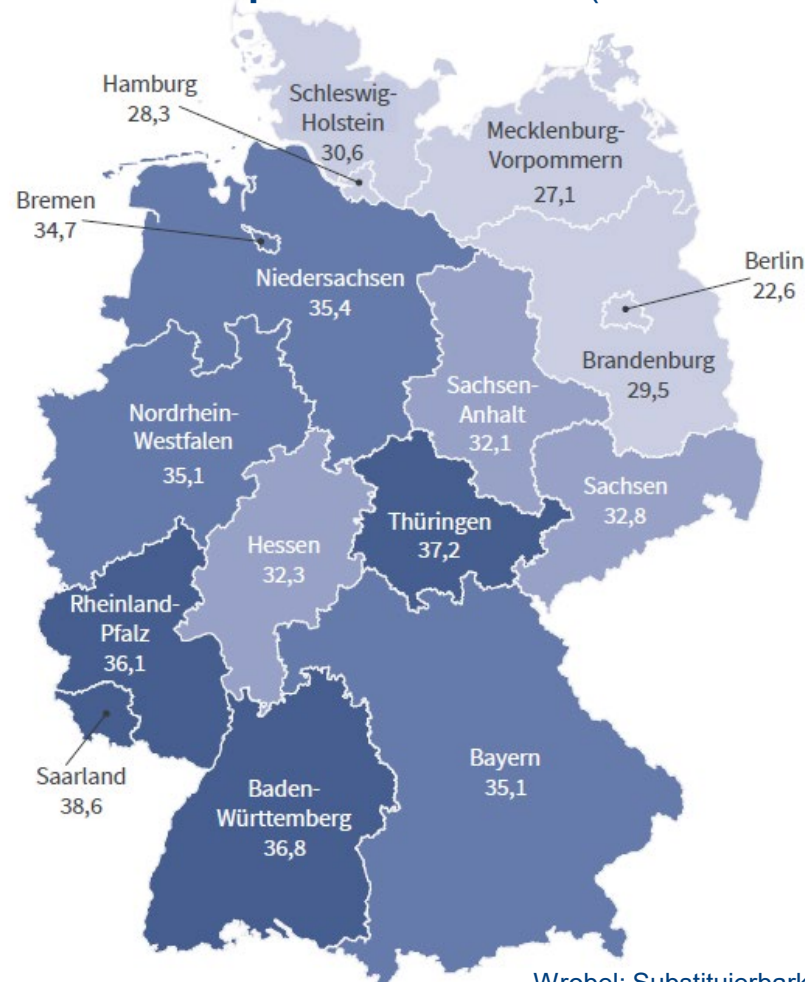 Hamburg
28,3
Schleswig-
Holstein
30,6
Mecklenburg-
Vorpommern
27,1
Bremen
34,7
Niedersachsen
35,4
Berlin
22,6
Brandenburg
29,5
Sachsen-
Anhalt
32,1
Nordrhein-
Westfalen
35,1
Sachsen
32,8
Thüringen
37,2
Hessen
32,3
Rheinland-
Pfalz
36,1
Saarland
38,6
Baden-
Württemberg
36,8
Bayern
35,1
Wrobel: Substituierbark